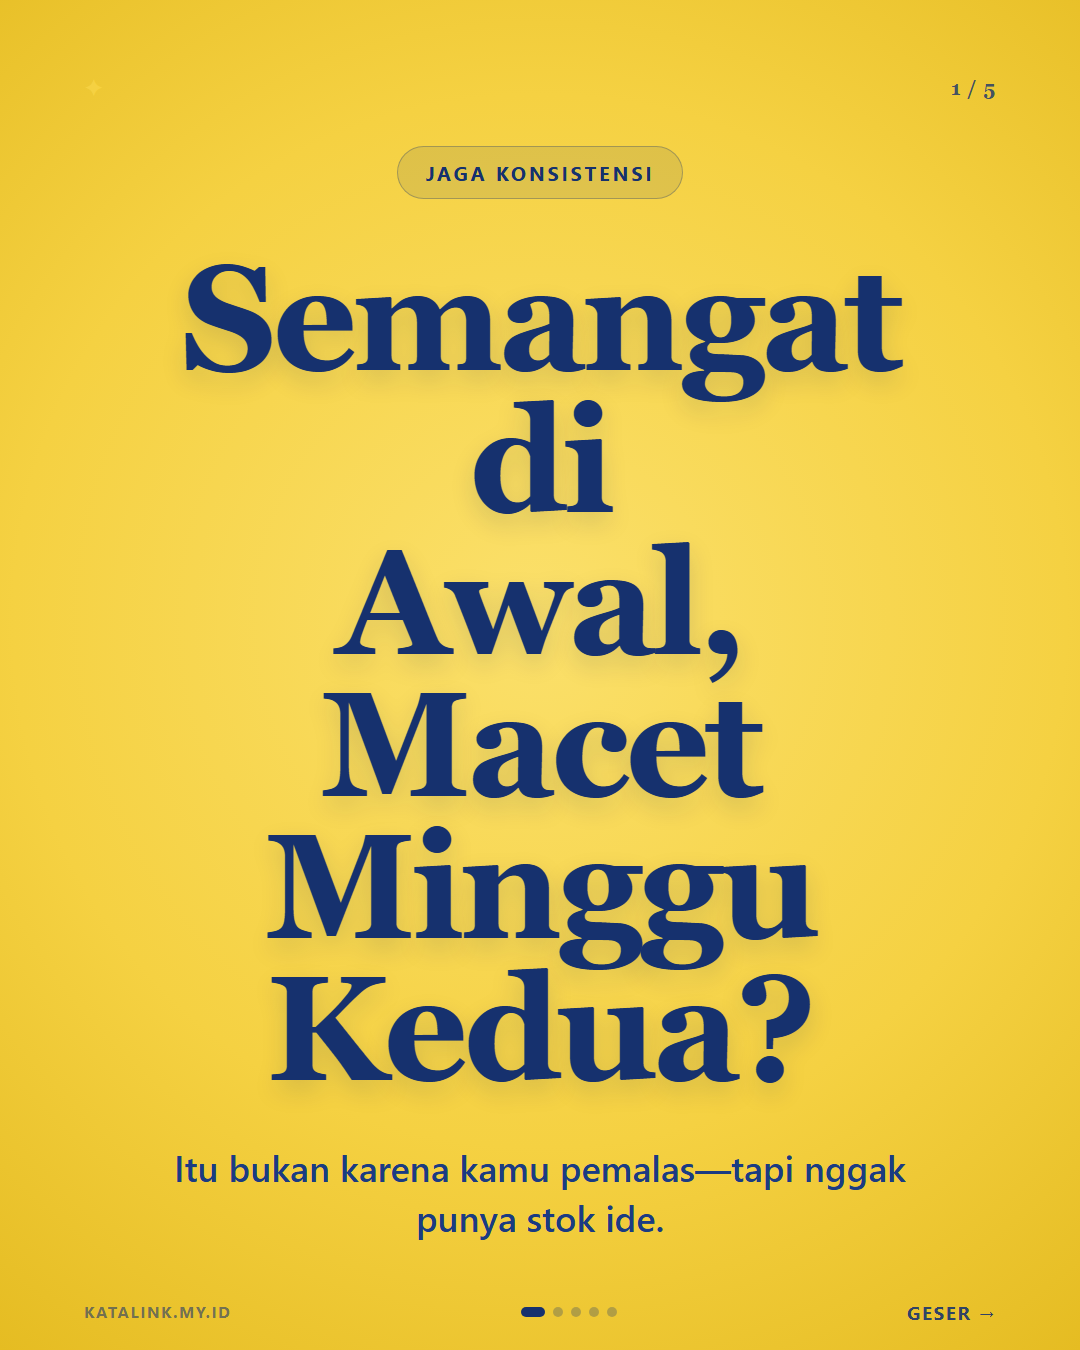 1 / 5
JAGA KONSISTENSI
Semangat
di
Awal,
Macet
Minggu
Kedua?
Itu bukan karena kamu pemalas—tapi nggak
punya stok ide.
KATALINK.MY.ID
GESER →